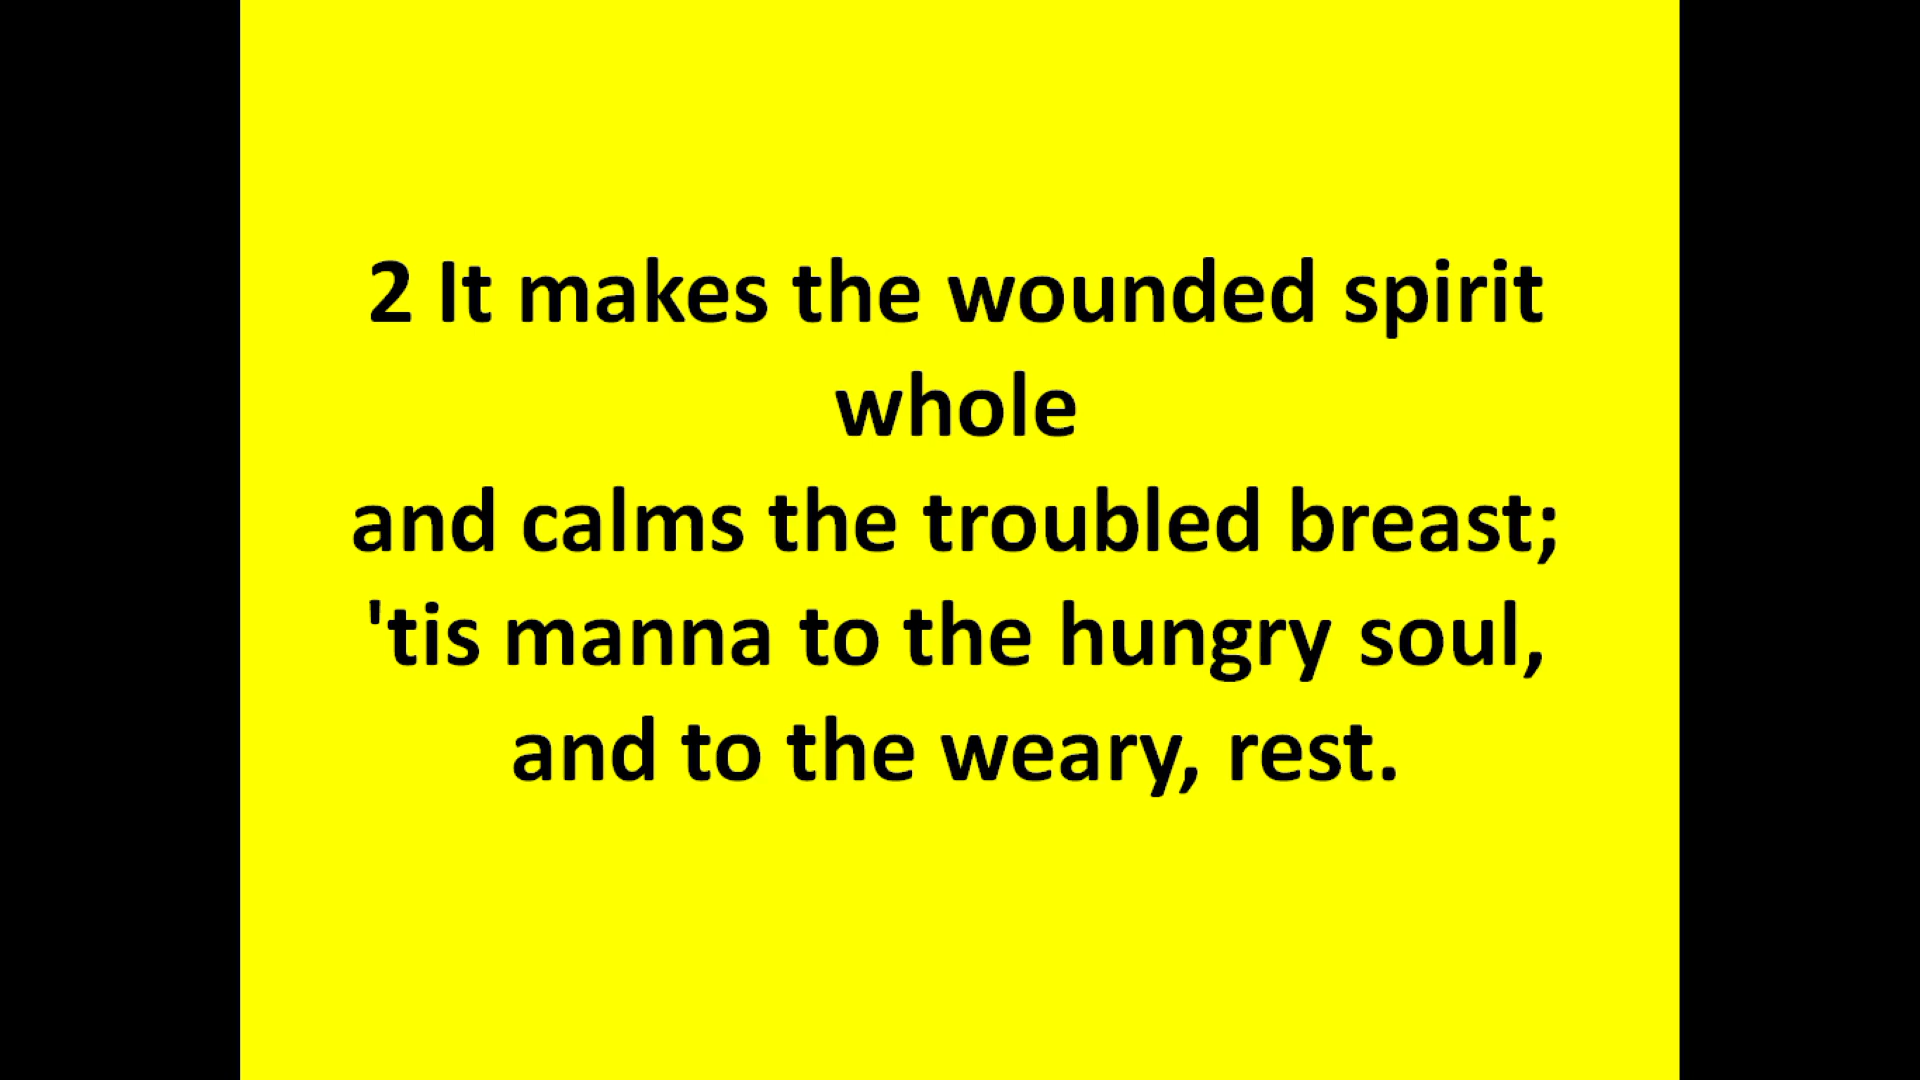 2 It makes the wounded spirit
whole
and calms the troubled breast;
'tis manna to the hungry soul,
and to the weary, rest.